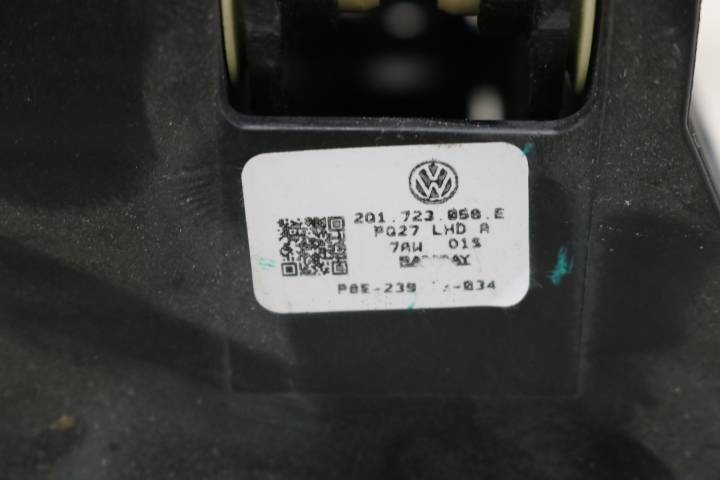 2Q1.723.058.E
PQ27 LHD A
7AW 015
P0E-239 -034